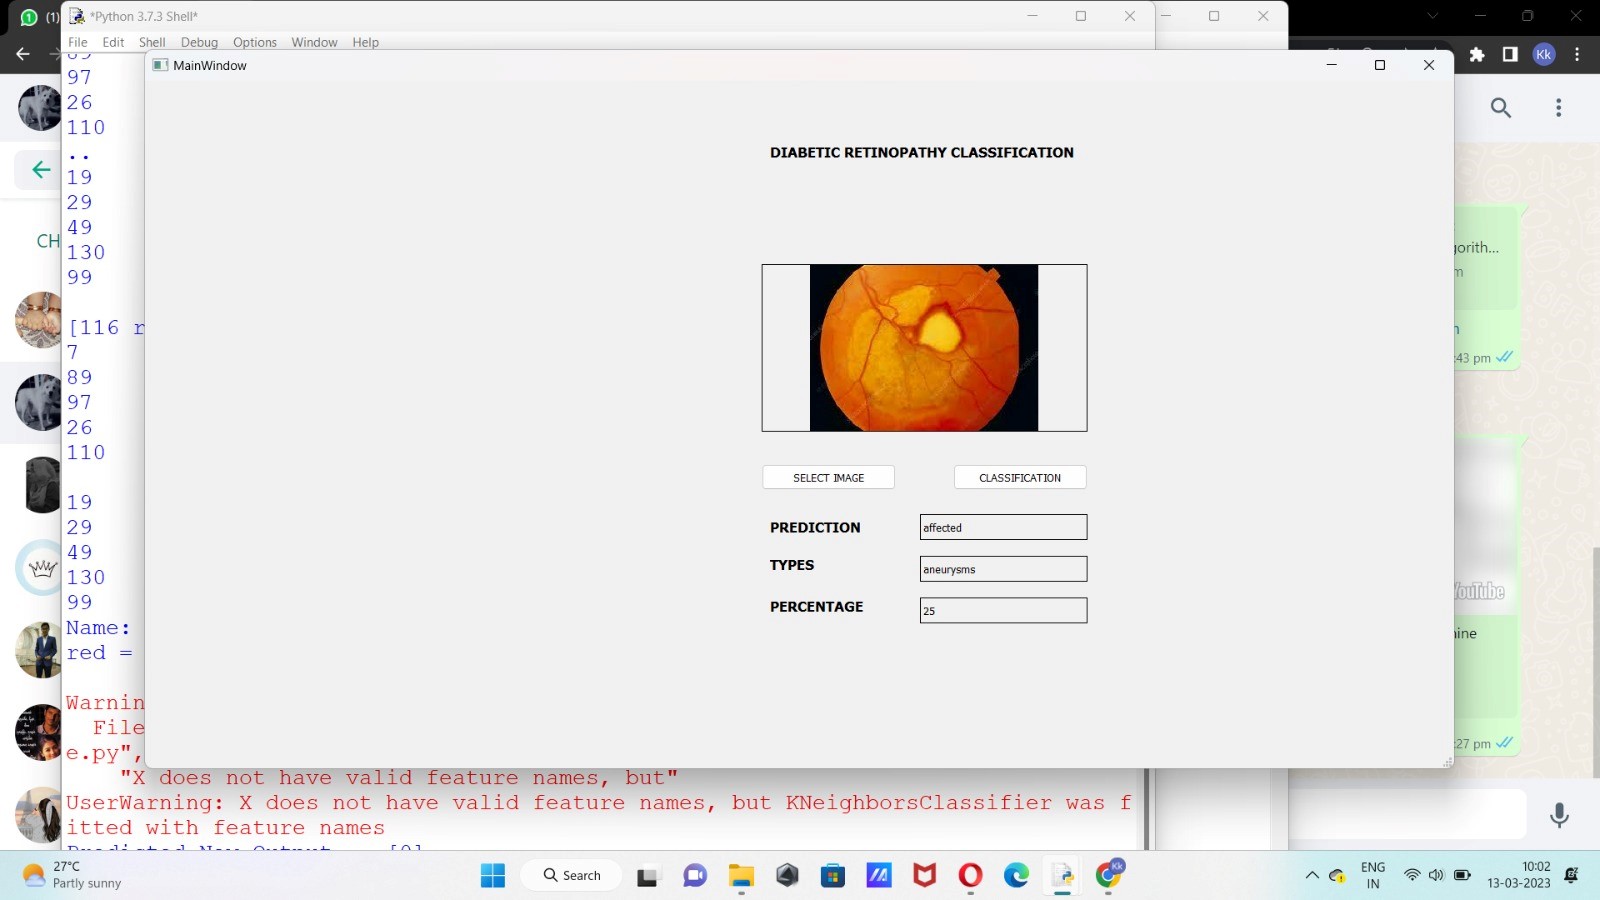 (1)
*Python 3.7.3 Shell*
File Edit Shell Debug Options Window Help
Kk
MainWindow
97
26
110
..
19
29
49
130
99
[116 r
7
89
97
26
110
19
29
49
130
99
Name:
red =
Warnin
File
e.py",
"X does not have valid feature names, but"
UserWarning: X does not have valid feature names, but KNeighborsClassifier was f
itted with feature names
CH
DIABETIC RETINOPATHY CLASSIFICATION
SELECT IMAGE CLASSIFICATION
PREDICTION affected
TYPES aneurysms
PERCENTAGE 25
gorith...
m
:43 pm
YouTube
ine
:27 pm
27°C
Partly sunny
Search
Kk
ENG
IN
10:02
13-03-2023